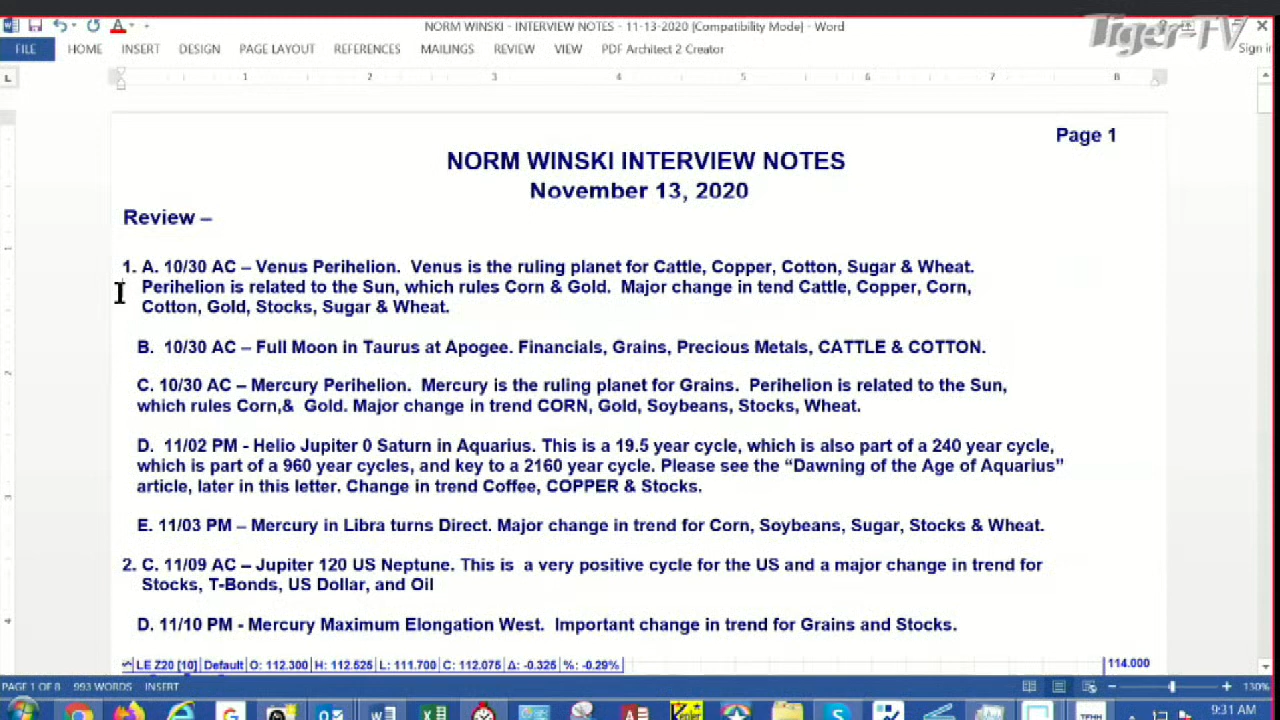 NORM WINSKI - INTERVIEW NOTES - 11-13-2020 [Compatibility Mode] - Word
Tiger-TV
FILE HOME INSERT DESIGN PAGE LAYOUT REFERENCES MAILINGS REVIEW VIEW PDF Architect 2 Creator
Sign in
L 1 2 3 4 5 6 7 8
Page 1
NORM WINSKI INTERVIEW NOTES
November 13, 2020
Review –
1. A. 10/30 AC – Venus Perihelion. Venus is the ruling planet for Cattle, Copper, Cotton, Sugar & Wheat.
Perihelion is related to the Sun, which rules Corn & Gold. Major change in tend Cattle, Copper, Corn,
Cotton, Gold, Stocks, Sugar & Wheat.
B. 10/30 AC – Full Moon in Taurus at Apogee. Financials, Grains, Precious Metals, CATTLE & COTTON.
C. 10/30 AC – Mercury Perihelion. Mercury is the ruling planet for Grains. Perihelion is related to the Sun,
which rules Corn,& Gold. Major change in trend CORN, Gold, Soybeans, Stocks, Wheat.
D. 11/02 PM - Helio Jupiter 0 Saturn in Aquarius. This is a 19.5 year cycle, which is also part of a 240 year cycle,
which is part of a 960 year cycles, and key to a 2160 year cycle. Please see the “Dawning of the Age of Aquarius”
article, later in this letter. Change in trend Coffee, COPPER & Stocks.
E. 11/03 PM – Mercury in Libra turns Direct. Major change in trend for Corn, Soybeans, Sugar, Stocks & Wheat.
2. C. 11/09 AC – Jupiter 120 US Neptune. This is a very positive cycle for the US and a major change in trend for
Stocks, T-Bonds, US Dollar, and Oil
D. 11/10 PM - Mercury Maximum Elongation West. Important change in trend for Grains and Stocks.
LE Z20 [10] Default O: 112.300 H: 112.525 L: 111.700 C: 112.075 Δ: -0.325 %: -0.29% 114.000
PAGE 1 OF 8 993 WORDS INSERT 130%
9:31 AM